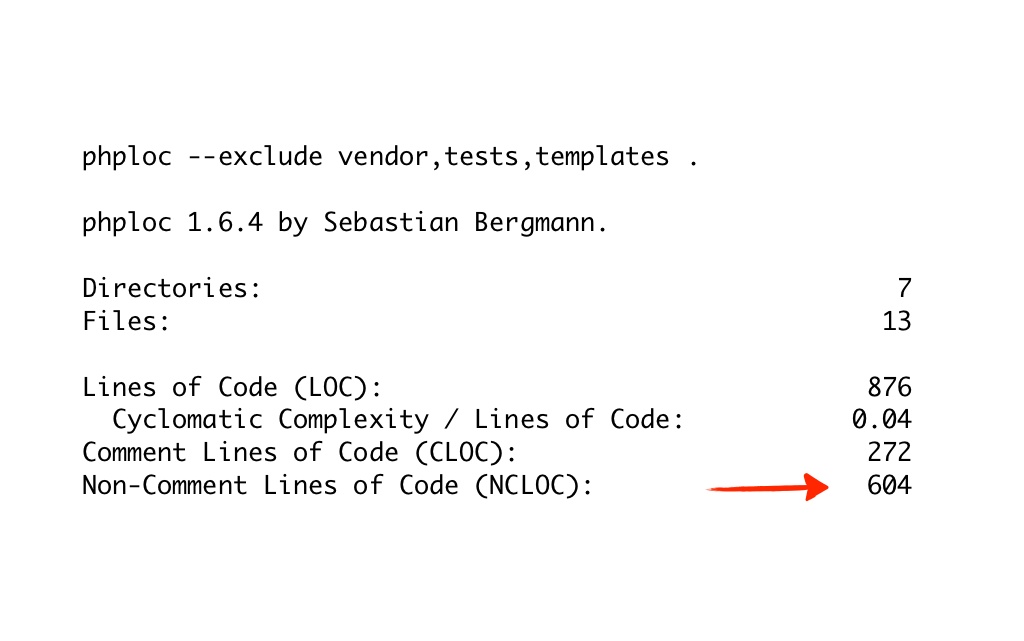 phploc --exclude vendor,tests,templates .
phploc 1.6.4 by Sebastian Bergmann.
Directories: 7
Files: 13
Lines of Code (LOC): 876
Cyclomatic Complexity / Lines of Code: 0.04
Comment Lines of Code (CLOC): 272
Non-Comment Lines of Code (NCLOC): 604